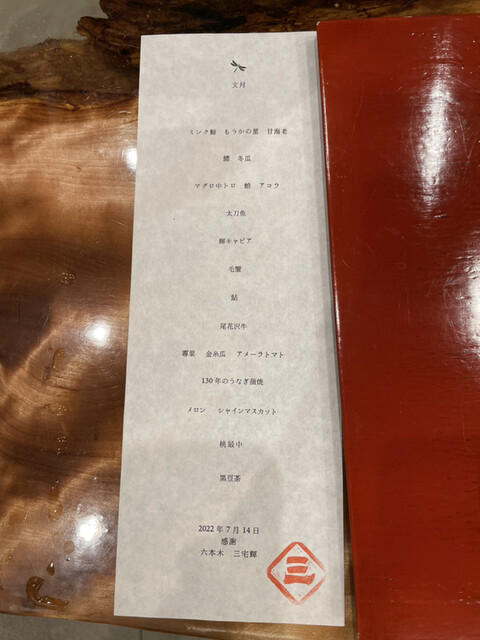 文月
ミンク鯨 もうかの星 甘海老
鱧 冬瓜
マグロ中トロ 鮑 アコラ
太刀魚
輝キャビア
毛蟹
鮎
尾花沢牛
蓴菜 金糸瓜 アメーラトマト
130年のうなぎ蒲焼
メロン シャインマスカット
桃最中
黒豆茶
2022年7月14日
感謝
六本木 三宅輝
三